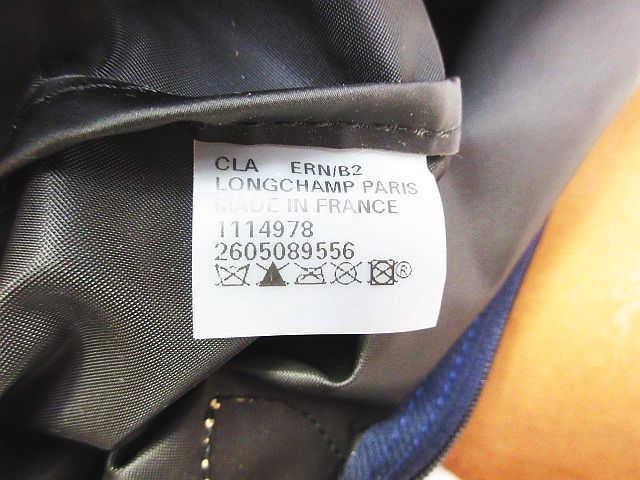 CLA ERN/B2
LONGCHAMP PARIS
MADE IN FRANCE
1114978
2605089556
®